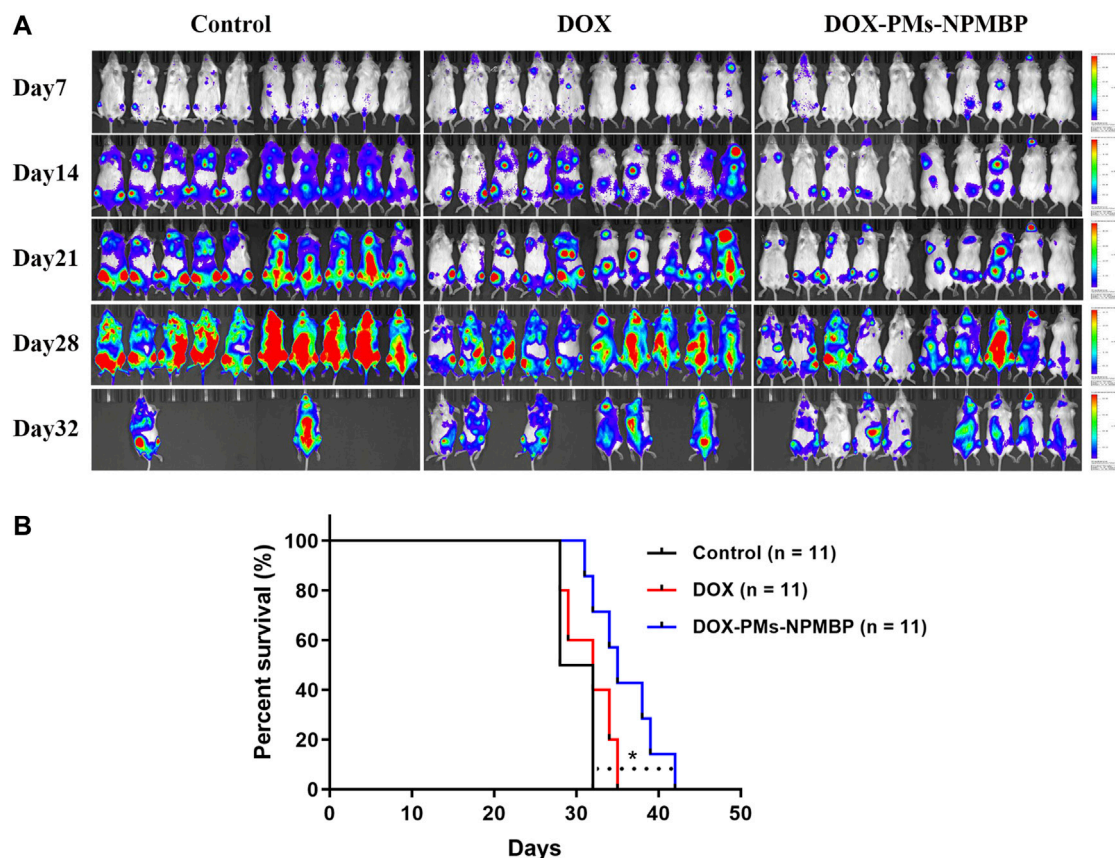 A
Control DOX DOX-PMs-NPMBP
Day7
Day14
Day21
Day28
Day32
B
Percent survival (%)
100
80
60
40
20
0
0 10 20 30 40 50
Days
Control (n = 11)
DOX (n = 11)
DOX-PMs-NPMBP (n = 11)
*